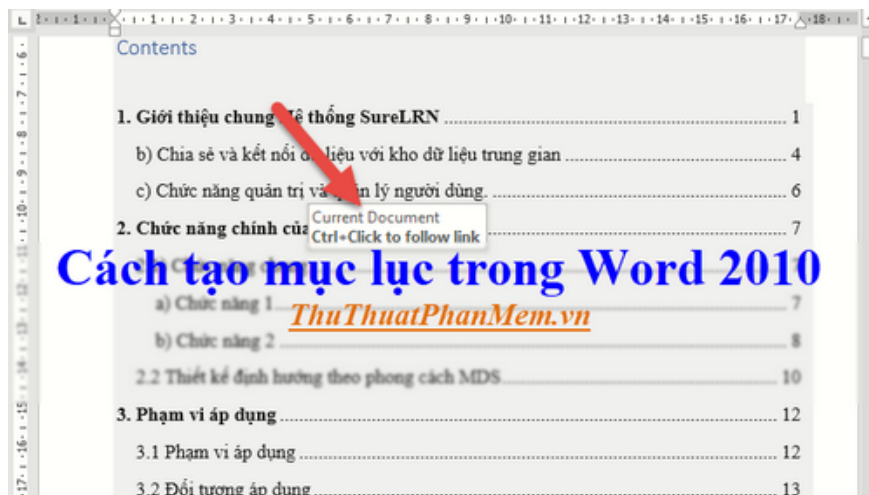 Contents
1. Giới thiệu chung Hệ thống SureLRN 1
b) Chia sẻ và kết nối dữ liệu với kho dữ liệu trung gian 4
c) Chức năng quản trị và quản lý người dùng. 6
Current Document
Ctrl+Click to follow link
2. Chức năng chính của 7
Cách tạo mục lục trong Word 2010
a) Chức năng 1 7
ThuThuatPhanMem.vn
b) Chức năng 2 8
2.2 Thiết kế định hướng theo phong cách MDS 10
3. Phạm vi áp dụng 12
3.1 Phạm vi áp dụng 12
3.2 Đối tượng áp dụng 13